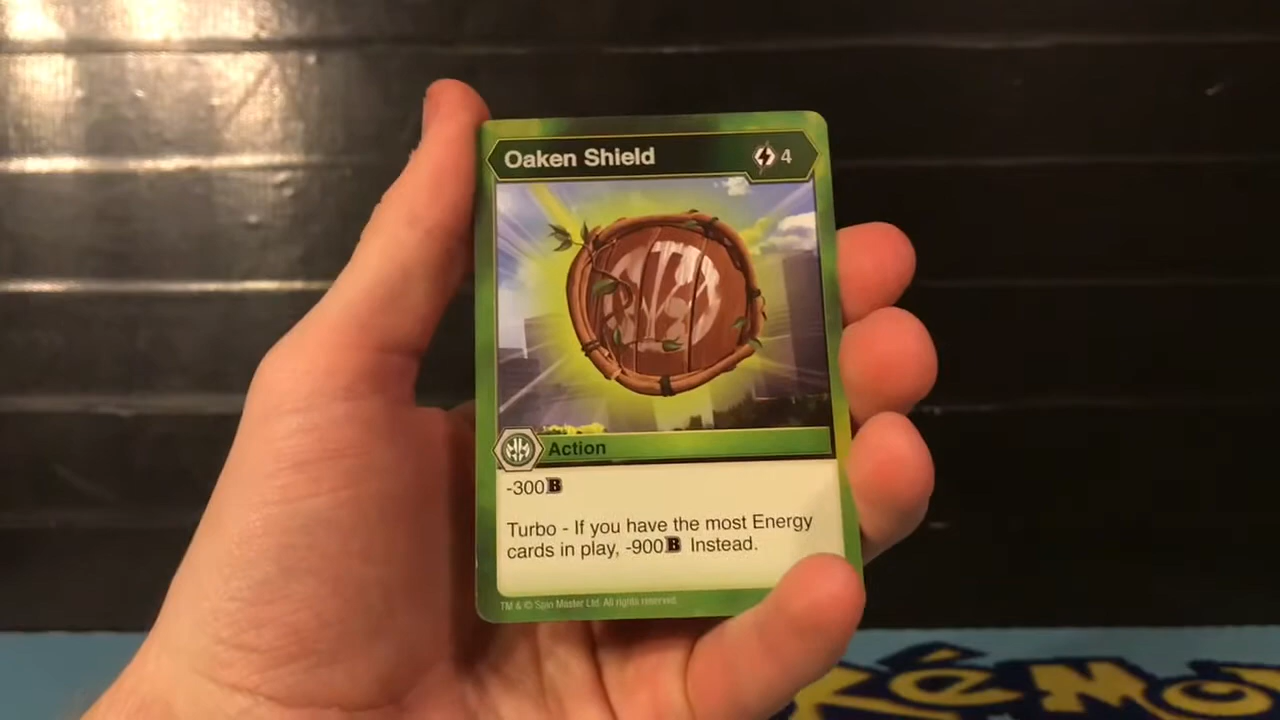 Oaken Shield 4
Action
-300B
Turbo - If you have the most Energy
cards in play, -900B Instead.
TM & © Spin Master Ltd. All rights reserved.
POKÉMON